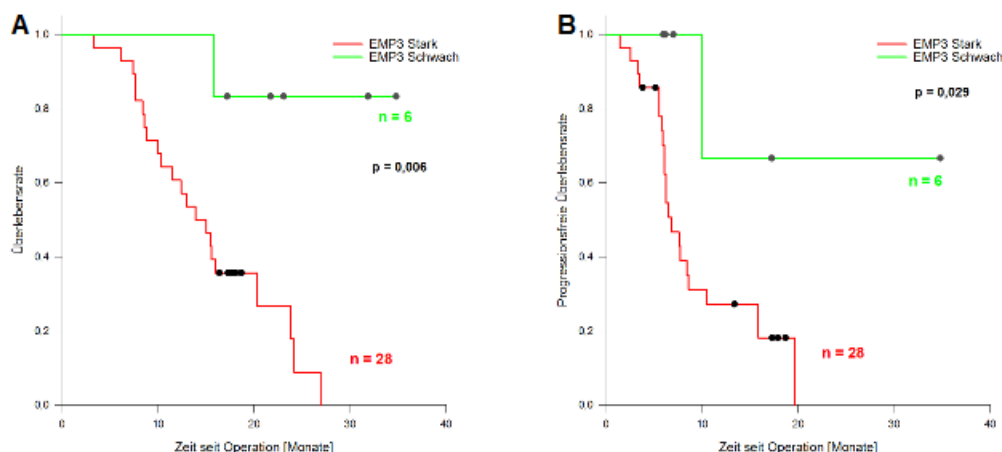 A
1.0
0.8
0.6
0.4
0.2
0.0
Überlebensrate
EMP3 Stark
EMP3 Schwach
n = 6
p = 0,006
n = 28
0
10
20
30
40
Zeit seit Operation [Monate]
B
1.0
0.8
0.6
0.4
0.2
0.0
Progressionsfreie Überlebensrate
EMP3 Stark
EMP3 Schwach
p = 0,029
n = 6
n = 28
0
10
20
30
40
Zeit seit Operation [Monate]